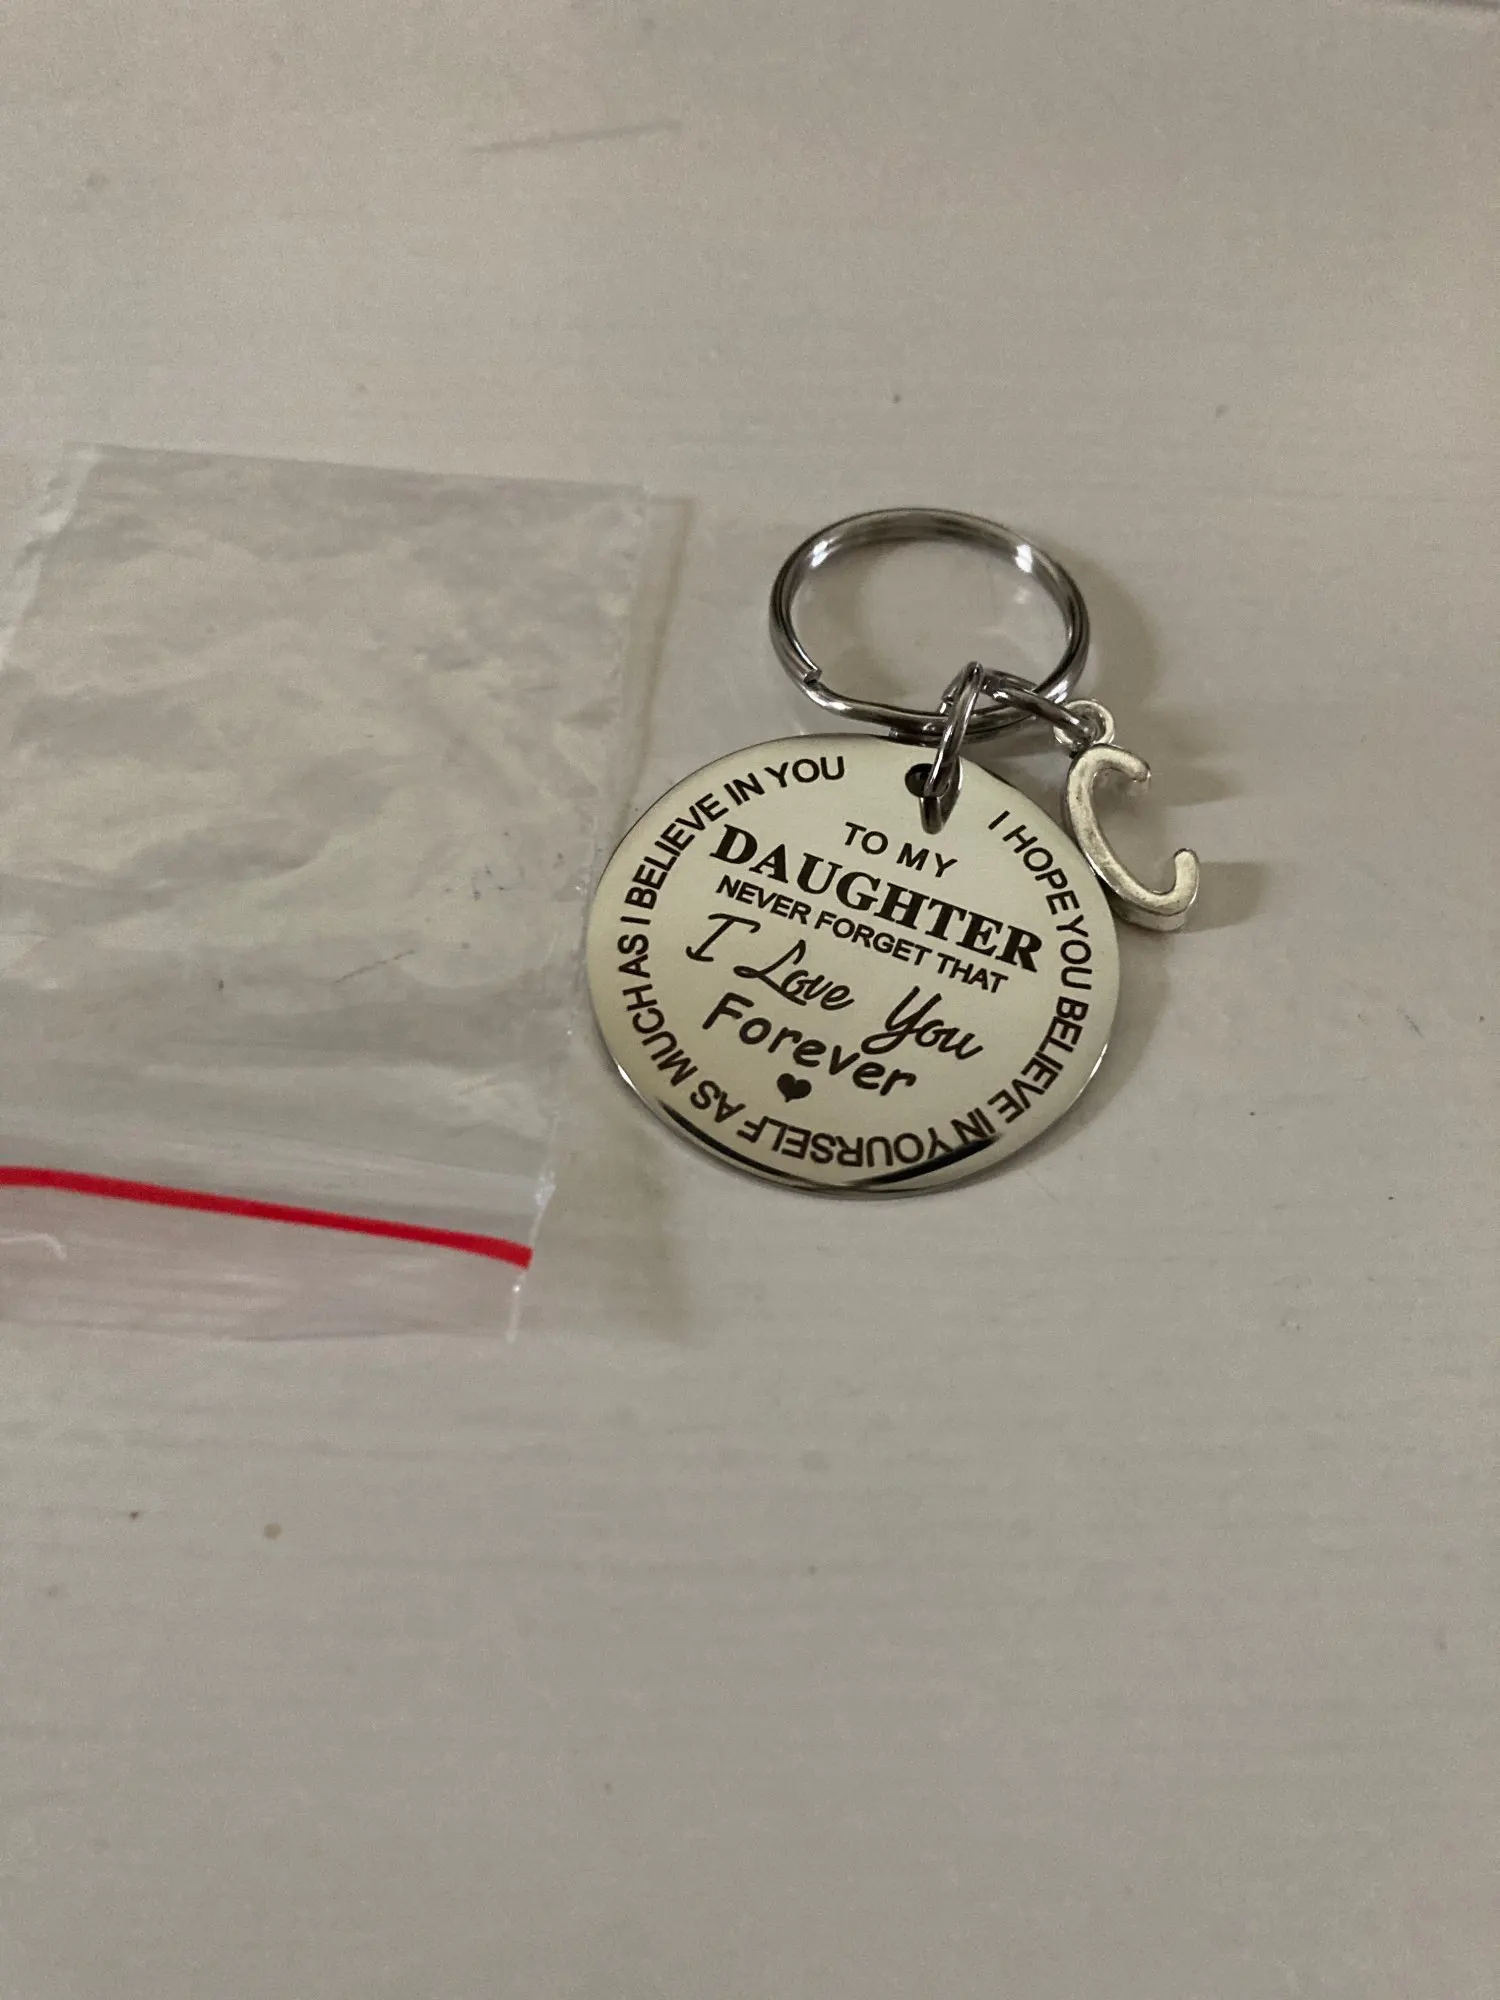 I HOPE YOU BELIEVE IN YOURSELF AS MUCH AS I BELIEVE IN YOU
TO MY
DAUGHTER
NEVER FORGET THAT
I Love You
Forever
C